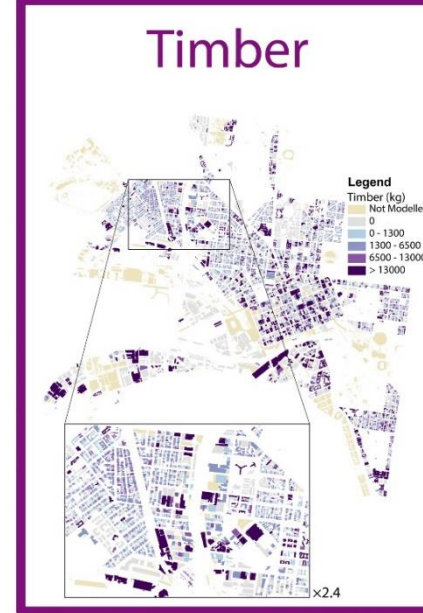 Timber
Legend
Timber (kg)
Not Modelle
0
0 - 1300
1300 - 6500
6500 - 13000
> 13000
×2.4